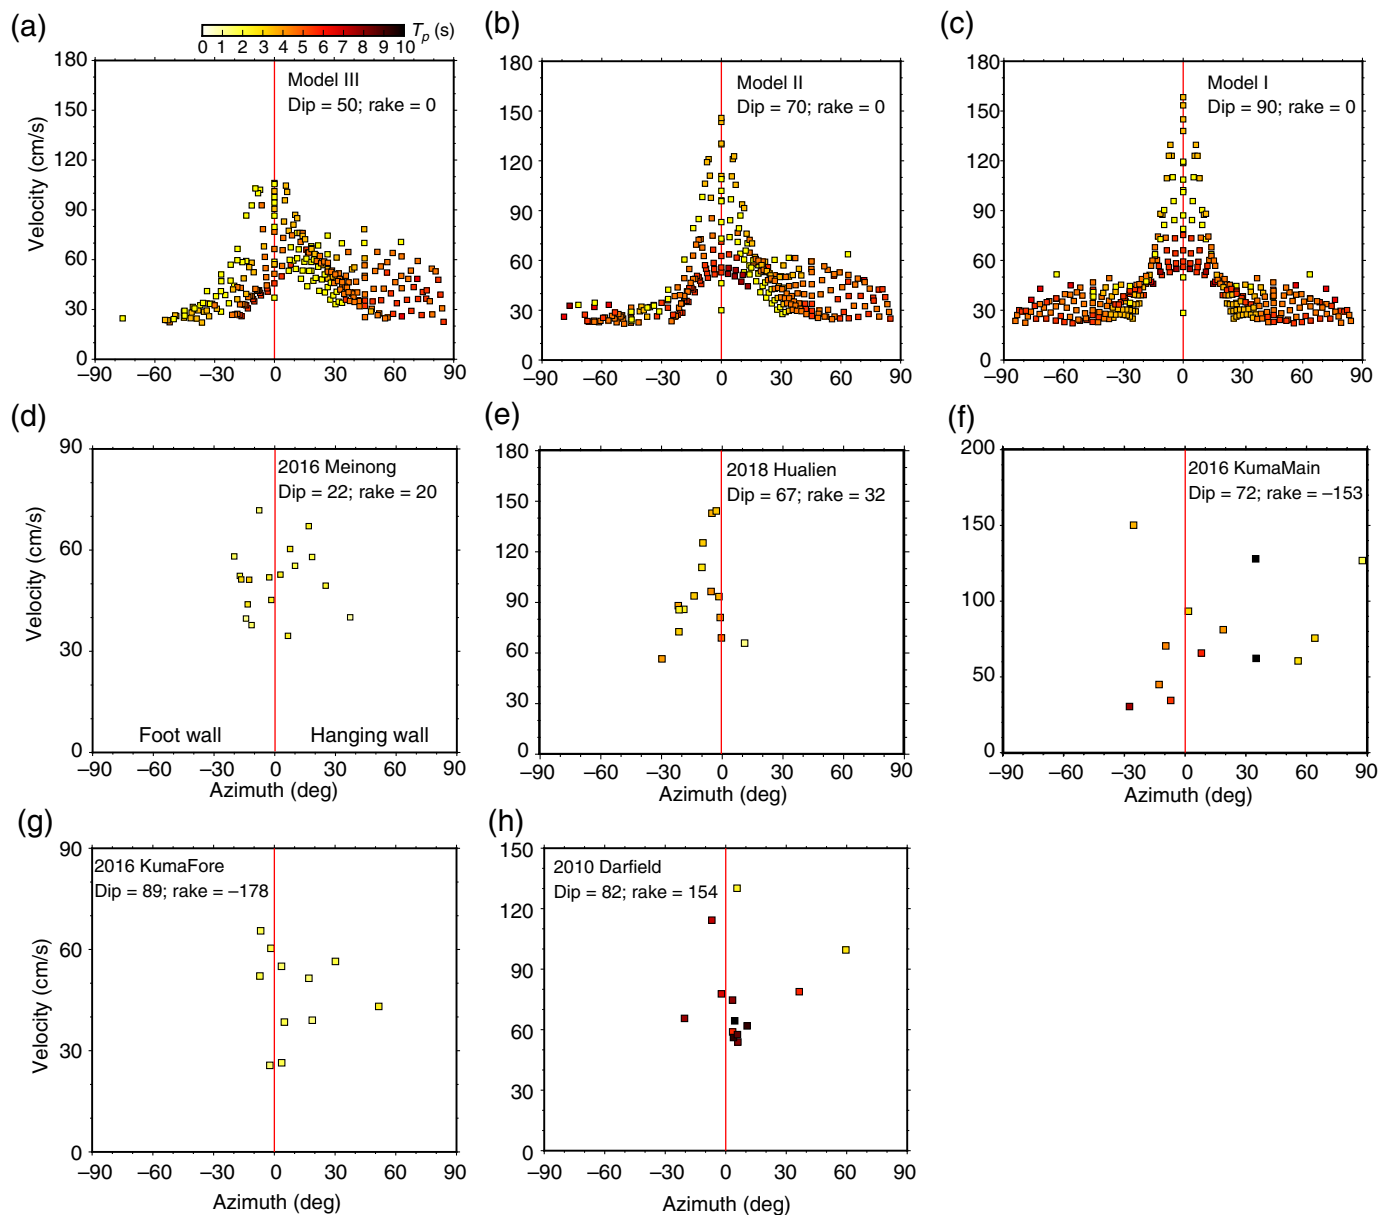 (a)
T_p (s)
0 1 2 3 4 5 6 7 8 9 10
Model III
Dip = 50; rake = 0
Velocity (cm/s)
180
150
120
90
60
30
0
−90 −60 −30 0 30 60 90
(b)
Model II
Dip = 70; rake = 0
180
150
120
90
60
30
0
−90 −60 −30 0 30 60 90
(c)
Model I
Dip = 90; rake = 0
180
150
120
90
60
30
0
−90 −60 −30 0 30 60 90
(d)
2016 Meinong
Dip = 22; rake = 20
Velocity (cm/s)
90
60
30
0
Foot wall
Hanging wall
−90 −60 −30 0 30 60 90
Azimuth (deg)
(e)
2018 Hualien
Dip = 67; rake = 32
180
150
120
90
60
30
0
−90 −60 −30 0 30 60 90
Azimuth (deg)
(f)
2016 KumaMain
Dip = 72; rake = −153
200
150
100
50
0
−90 −60 −30 0 30 60 90
Azimuth (deg)
(g)
2016 KumaFore
Dip = 89; rake = −178
Velocity (cm/s)
90
60
30
0
−90 −60 −30 0 30 60 90
Azimuth (deg)
(h)
2010 Darfield
Dip = 82; rake = 154
150
120
90
60
30
0
−90 −60 −30 0 30 60 90
Azimuth (deg)